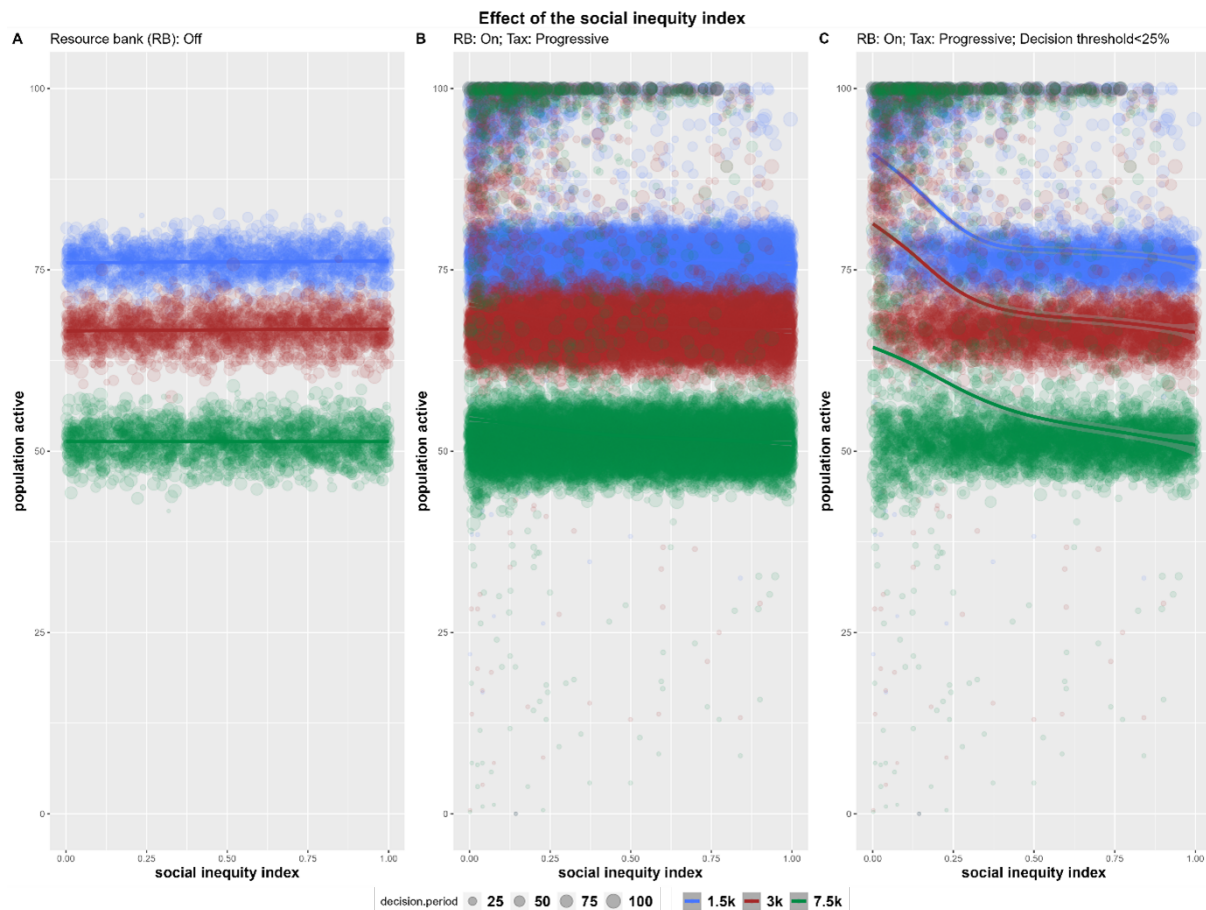 Effect of the social inequity index
A Resource bank (RB): Off
B RB: On; Tax: Progressive
C RB: On; Tax: Progressive; Decision threshold<25%
population active
100
75
50
25
0
0.00 0.25 0.50 0.75 1.00
social inequity index
population active
100
75
50
25
0
0.00 0.25 0.50 0.75 1.00
social inequity index
population active
100
75
50
25
0
0.00 0.25 0.50 0.75 1.00
social inequity index
decision.period 25 50 75 100 1.5k 3k 7.5k